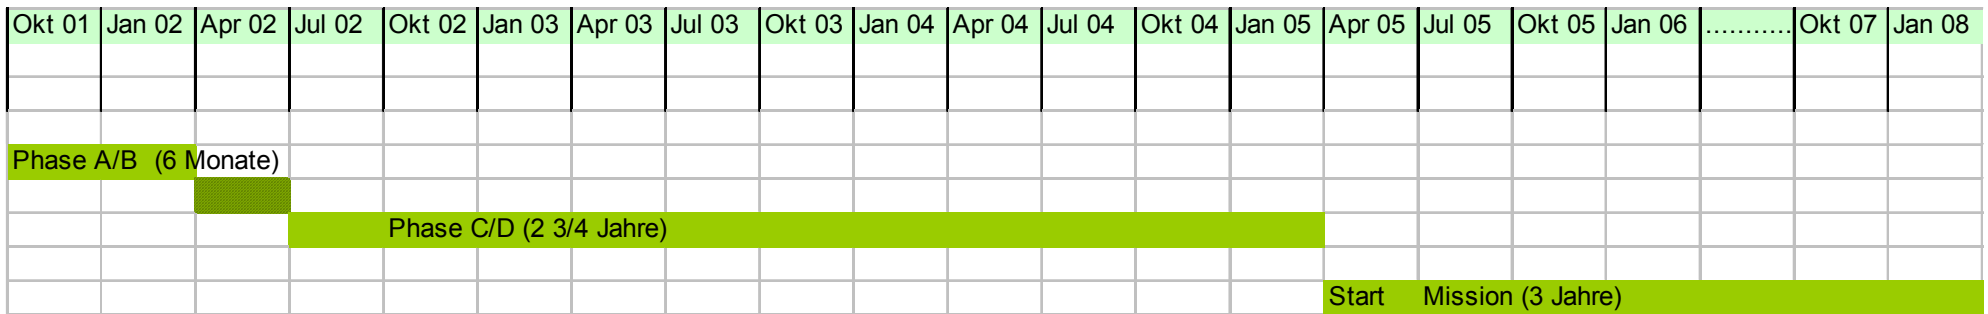 Okt 01 Jan 02 Apr 02 Jul 02 Okt 02 Jan 03 Apr 03 Jul 03 Okt 03 Jan 04 Apr 04 Jul 04 Okt 04 Jan 05 Apr 05 Jul 05 Okt 05 Jan 06 ........... Okt 07 Jan 08
Phase A/B (6 Monate)
Phase C/D (2 3/4 Jahre)
Start Mission (3 Jahre)